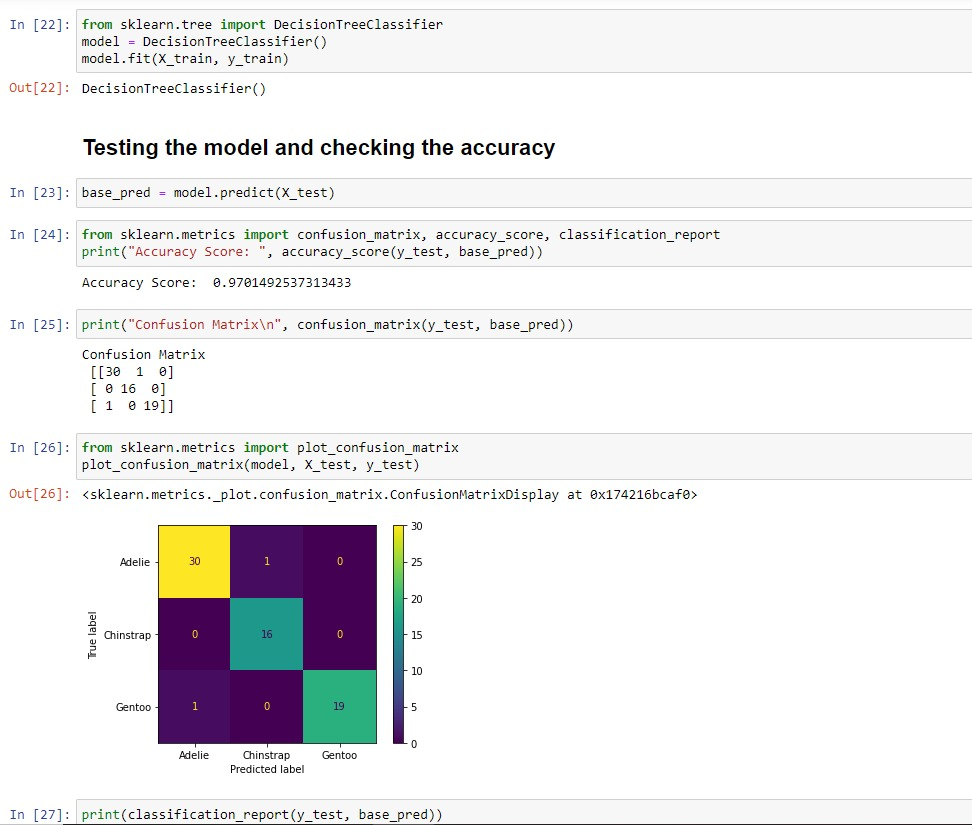 In [22]: from sklearn.tree import DecisionTreeClassifier
model = DecisionTreeClassifier()
model.fit(X_train, y_train)
Out[22]: DecisionTreeClassifier()
Testing the model and checking the accuracy
In [23]: base_pred = model.predict(X_test)
In [24]: from sklearn.metrics import confusion_matrix, accuracy_score, classification_report
print("Accuracy Score: ", accuracy_score(y_test, base_pred))
Accuracy Score:  0.9701492537313433
In [25]: print("Confusion Matrix\n", confusion_matrix(y_test, base_pred))
Confusion Matrix
[[30  1  0]
[ 0 16  0]
[ 1  0 19]]
In [26]: from sklearn.metrics import plot_confusion_matrix
plot_confusion_matrix(model, X_test, y_test)
Out[26]: <sklearn.metrics._plot.confusion_matrix.ConfusionMatrixDisplay at 0x174216bcaf0>
True label
Adelie 30 1 0
Chinstrap 0 16 0
Gentoo 1 0 19
Adelie Chinstrap Gentoo
Predicted label
30
25
20
15
10
5
0
In [27]: print(classification_report(y_test, base_pred))